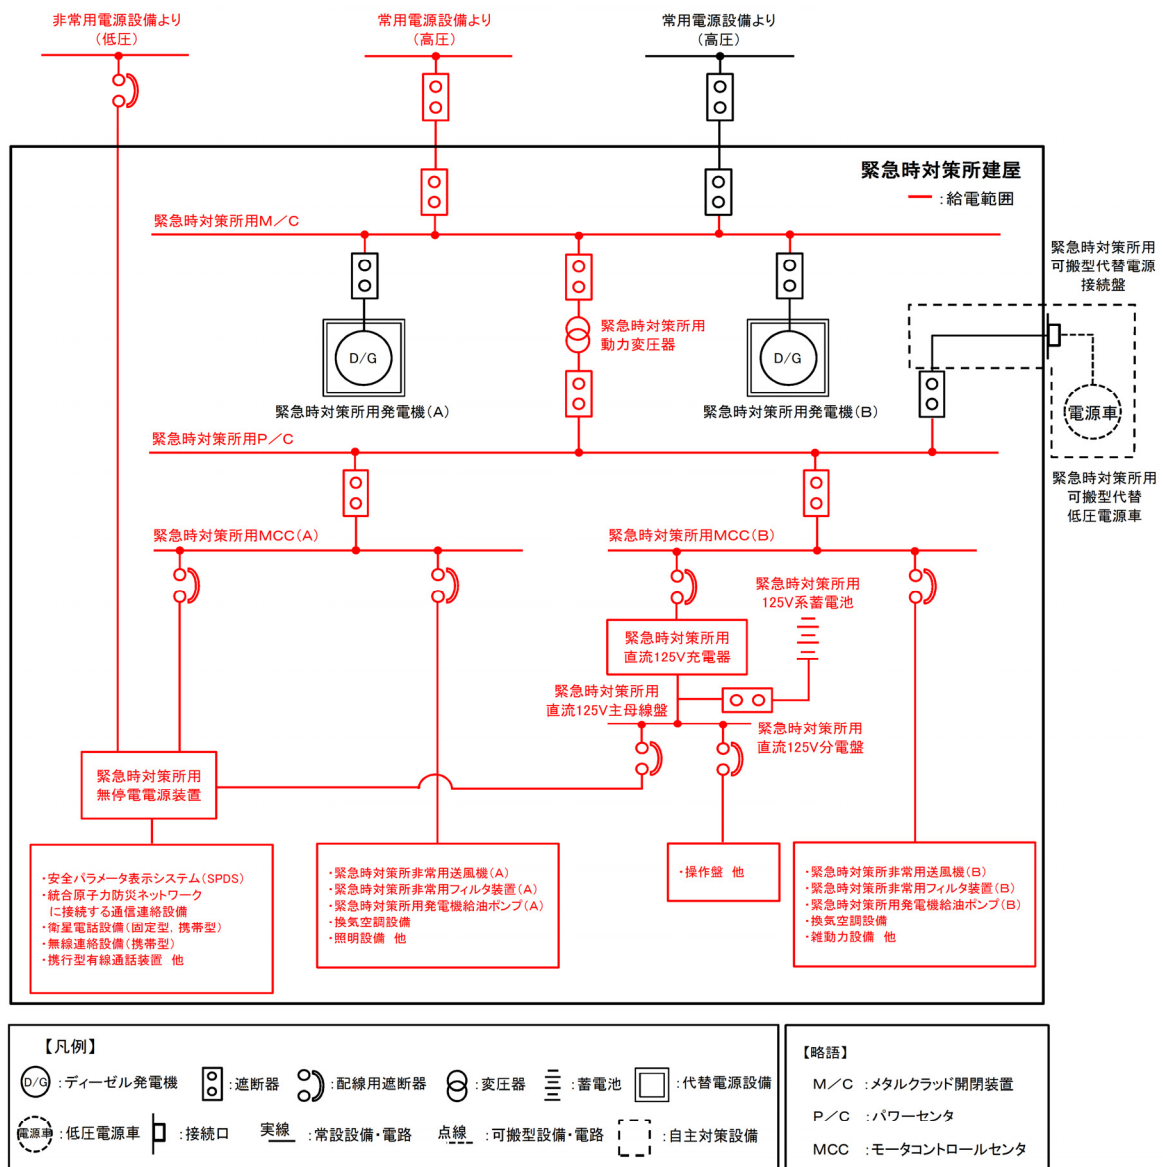 非常用電源設備より
（低圧）
常用電源設備より
（高圧）
常用電源設備より
（高圧）
緊急時対策所建屋
：給電範囲
緊急時対策所用M／C
緊急時対策所用
可搬型代替電源
接続盤
緊急時対策所用
動力変圧器
D/G
D/G
緊急時対策所用発電機（A）
緊急時対策所用発電機（B）
電源車
緊急時対策所用P／C
緊急時対策所用
可搬型代替
低圧電源車
緊急時対策所用MCC（A）
緊急時対策所用MCC（B）
緊急時対策所用
125V系蓄電池
緊急時対策所用
直流125V充電器
緊急時対策所用
直流125V主母線盤
緊急時対策所用
直流125V分電盤
緊急時対策所用
無停電電源装置
・安全パラメータ表示システム（SPDS）
・統合原子力防災ネットワーク
に接続する通信連絡設備
・衛星電話設備（固定型，携帯型）
・無線連絡設備（携帯型）
・携行型有線通話装置　他
・緊急時対策所非常用送風機（A）
・緊急時対策所非常用フィルタ装置（A）
・緊急時対策所用発電機給油ポンプ（A）
・換気空調設備
・照明設備　他
・操作盤　他
・緊急時対策所非常用送風機（B）
・緊急時対策所非常用フィルタ装置（B）
・緊急時対策所用発電機給油ポンプ（B）
・換気空調設備
・雑動力設備　他
【凡例】
D/G ：ディーゼル発電機 ：遮断器 ：配線用遮断器 ：変圧器 ：蓄電池 ：代替電源設備
電源車 ：低圧電源車 ：接続口 実線 ：常設設備・電路 点線 ：可搬型設備・電路 ：自主対策設備
【略語】
M／C ：メタルクラッド開閉装置
P／C ：パワーセンタ
MCC ：モータコントロールセンタ